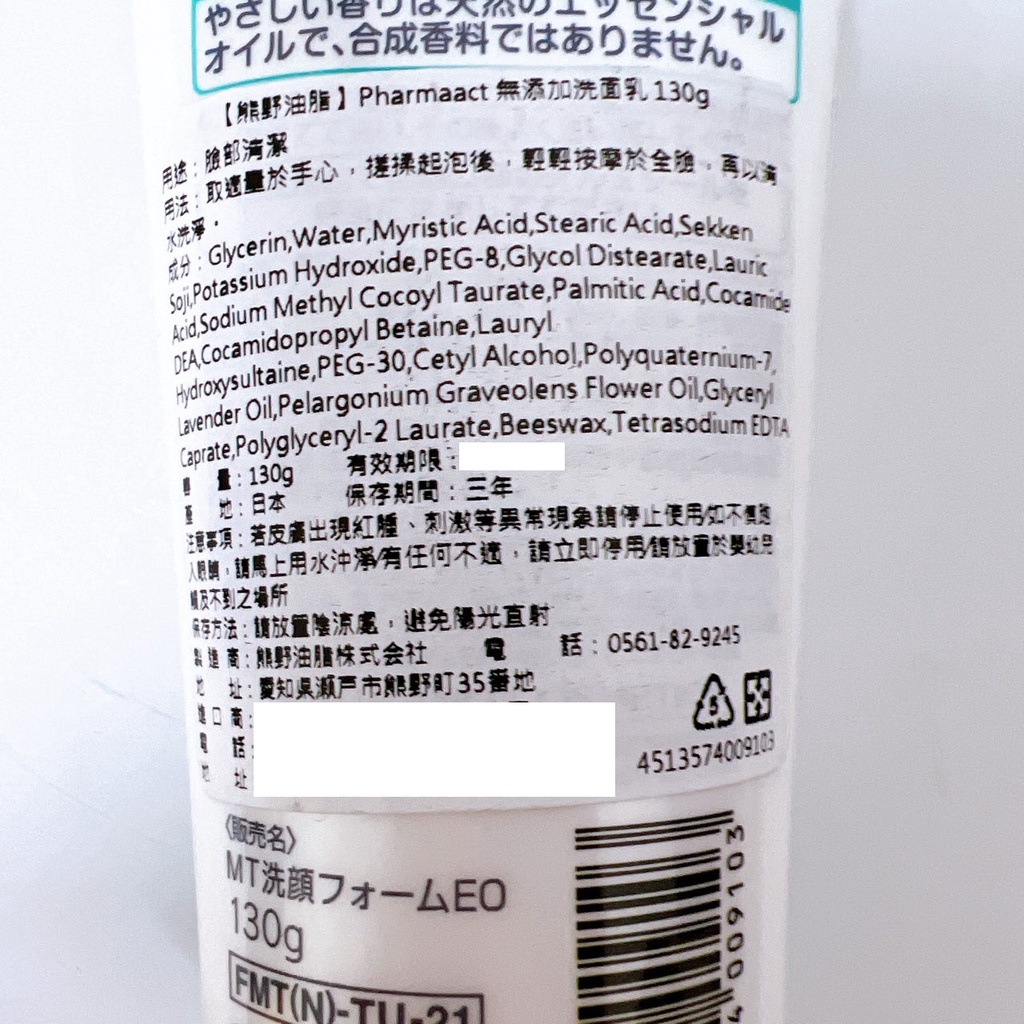 やさしい香りは天然のエッセンシャル
オイルで、合成香料ではありません。
【熊野油脂】Pharmaact 無添加洗面乳 130g
用途：臉部清潔
用法：取適量於手心，搓揉起泡後，輕輕按摩於全臉，再以清
水洗淨。
成分：Glycerin,Water,Myristic Acid,Stearic Acid,Sekken
Soji,Potassium Hydroxide,PEG-8,Glycol Distearate,Lauric
Acid,Sodium Methyl Cocoyl Taurate,Palmitic Acid,Cocamide
DEA,Cocamidopropyl Betaine,Lauryl
Hydroxysultaine,PEG-30,Cetyl Alcohol,Polyquaternium-7,
Lavender Oil,Pelargonium Graveolens Flower Oil,Glyceryl
Caprate,Polyglyceryl-2 Laurate,Beeswax,Tetrasodium EDTA
容 量：130g 有效期限：
產 地：日本 保存期間：三年
注意事項：若皮膚出現紅腫、刺激等異常現象請停止使用/如不慎跑
入眼睛，請馬上用水沖淨/有任何不適，請立即停用/請放置於嬰幼兒
觸及不到之場所
保存方法：請放置陰涼處，避免陽光直射
製造商：熊野油脂株式会社 電 話：0561-82-9245
地 址：愛知県瀬戸市熊野町35番地
進口商：
電 話：
地 址
5
4513574009103
〈販売名〉
MT洗顔フォームEO
130g
FMT(N)-TU-21
009103